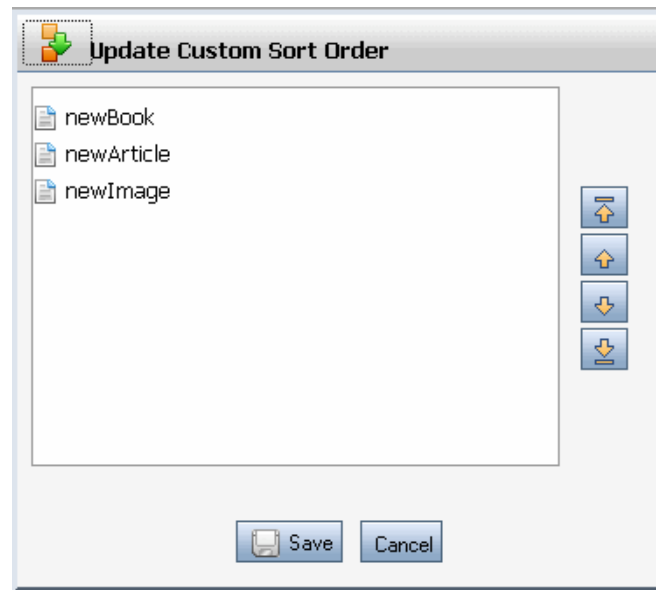 Update Custom Sort Order
newBook
newArticle
newImage
Save
Cancel